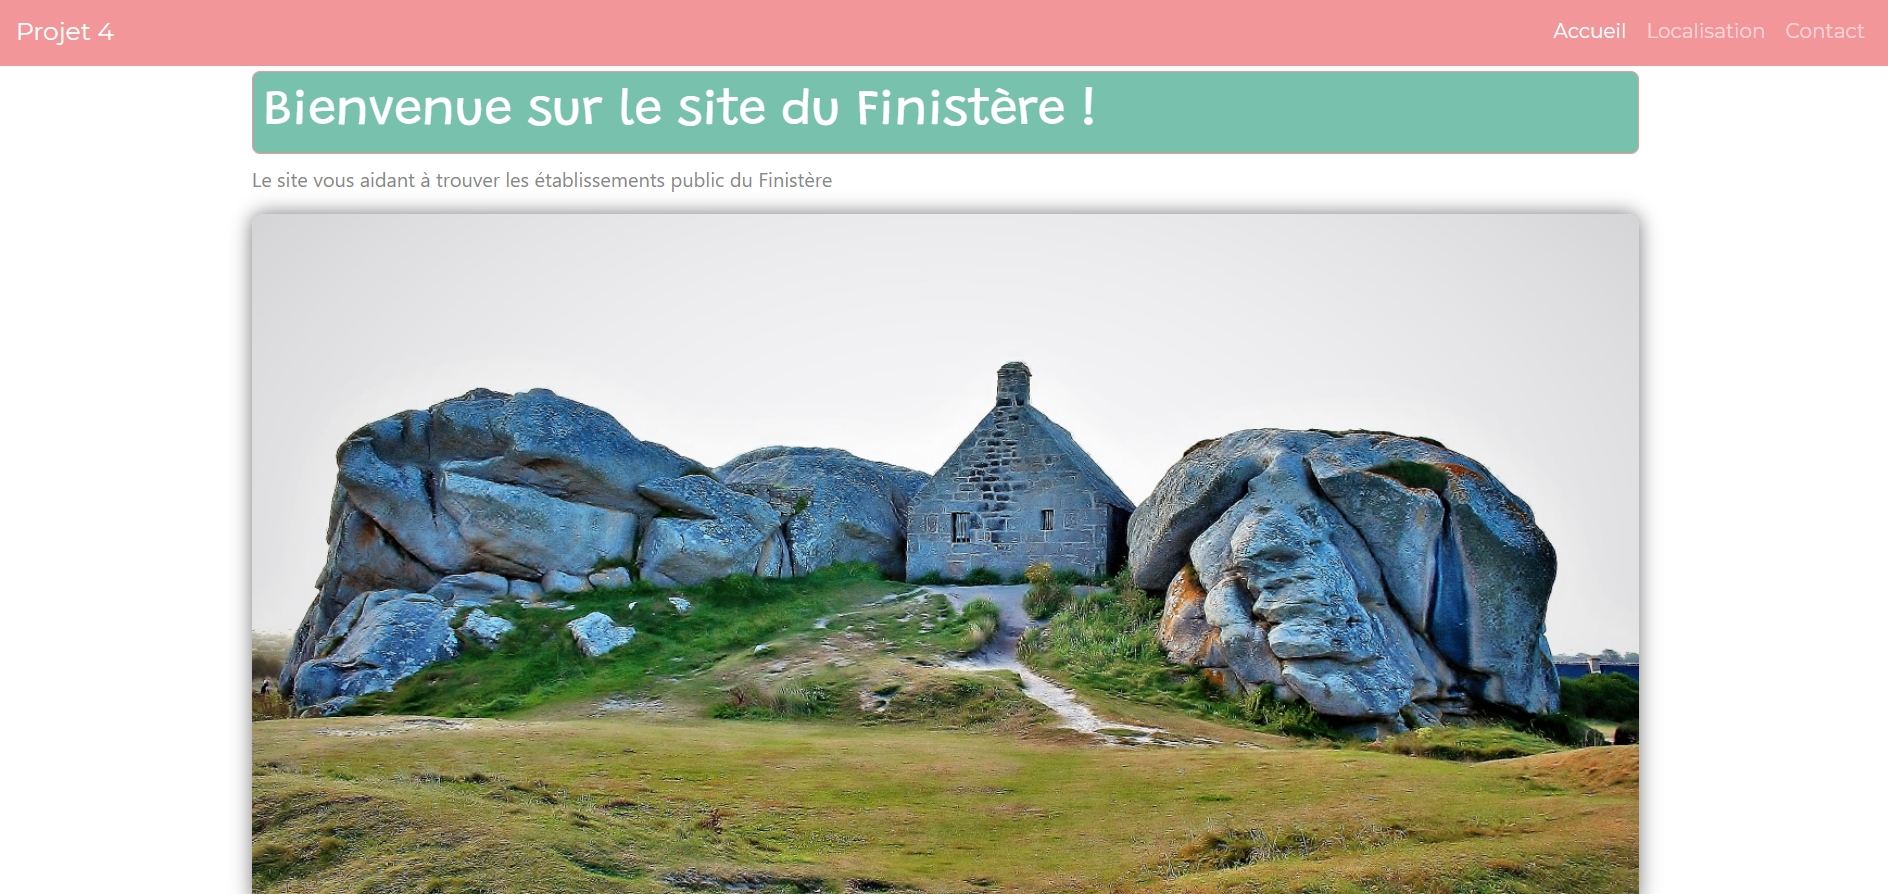 Projet 4
Accueil Localisation Contact
Bienvenue sur le site du Finistère !
Le site vous aidant à trouver les établissements public du Finistère